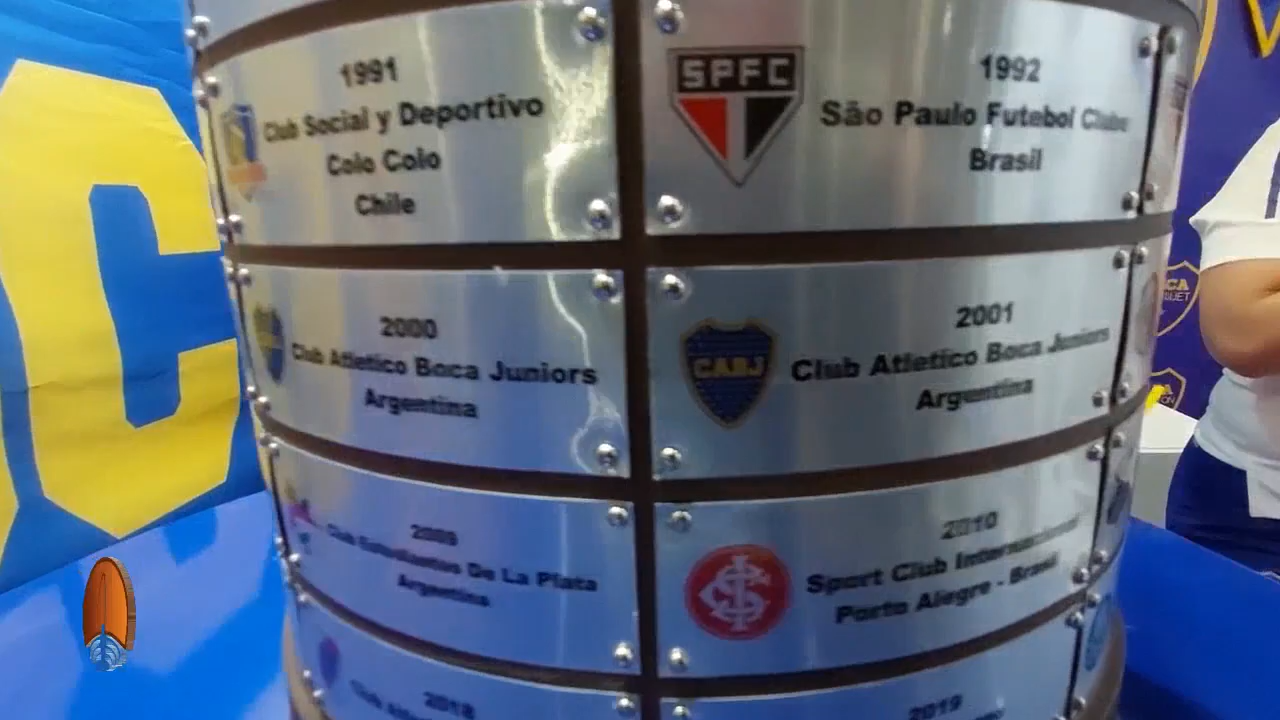 1991
Club Social y Deportivo
Colo Colo
Chile
SPFC
1992
São Paulo Futebol Clube
Brasil
2000
Club Atletico Boca Juniors
Argentina
CABJ
2001
Club Atletico Boca Juniors
Argentina
2009
Club Estudiantes De La Plata
Argentina
2010
Sport Club Internacional
Porto Alegre - Brasil
2018
Club
2019
C